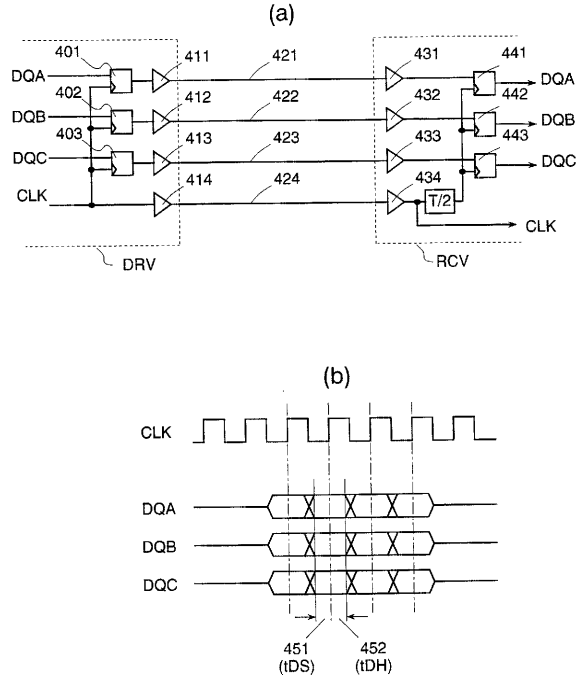 (a)
401 411 421 431 441
DQA DQA
402 412 422 432 442
DQB DQB
403 413 423 433 443
DQC DQC
CLK 414 424 434 T/2
CLK
DRV RCV
(b)
CLK
DQA
DQB
DQC
451 452
(tDS) (tDH)